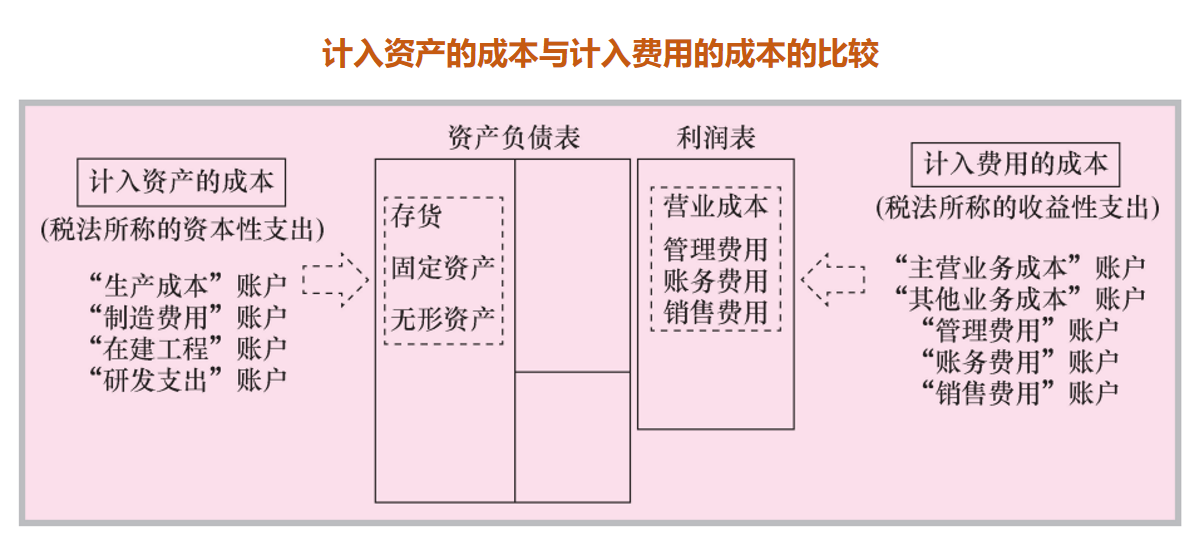 计入资产的成本与计入费用的成本的比较
资产负债表
利润表
计入资产的成本
(税法所称的资本性支出)
“生产成本”账户
“制造费用”账户
“在建工程”账户
“研发支出”账户
存货
固定资产
无形资产
营业成本
管理费用
账务费用
销售费用
计入费用的成本
(税法所称的收益性支出)
“主营业务成本”账户
“其他业务成本”账户
“管理费用”账户
“账务费用”账户
“销售费用”账户